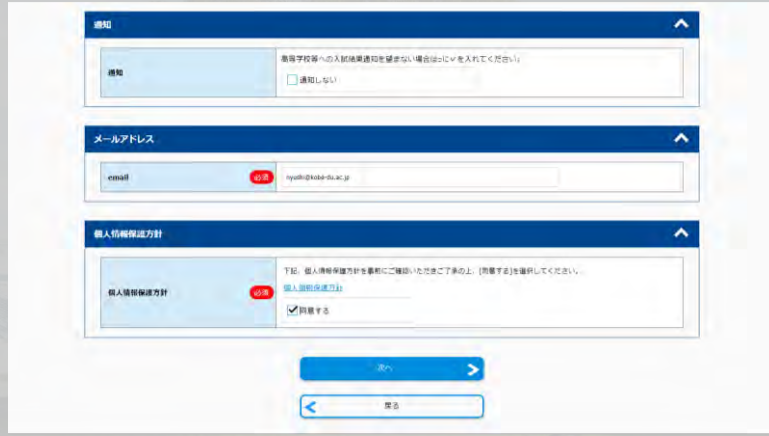 通知
高等学校等への入試結果通知を望まない場合は□に✓を入れてください。
通知
通知しない
メールアドレス
email
必須
nyushi@kobe-du.ac.jp
個人情報保護方針
下記、個人情報保護方針を事前にご確認いただきご了承の上、[同意する]を選択してください。
個人情報保護方針
必須
個人情報保護方針
同意する
次へ
戻る